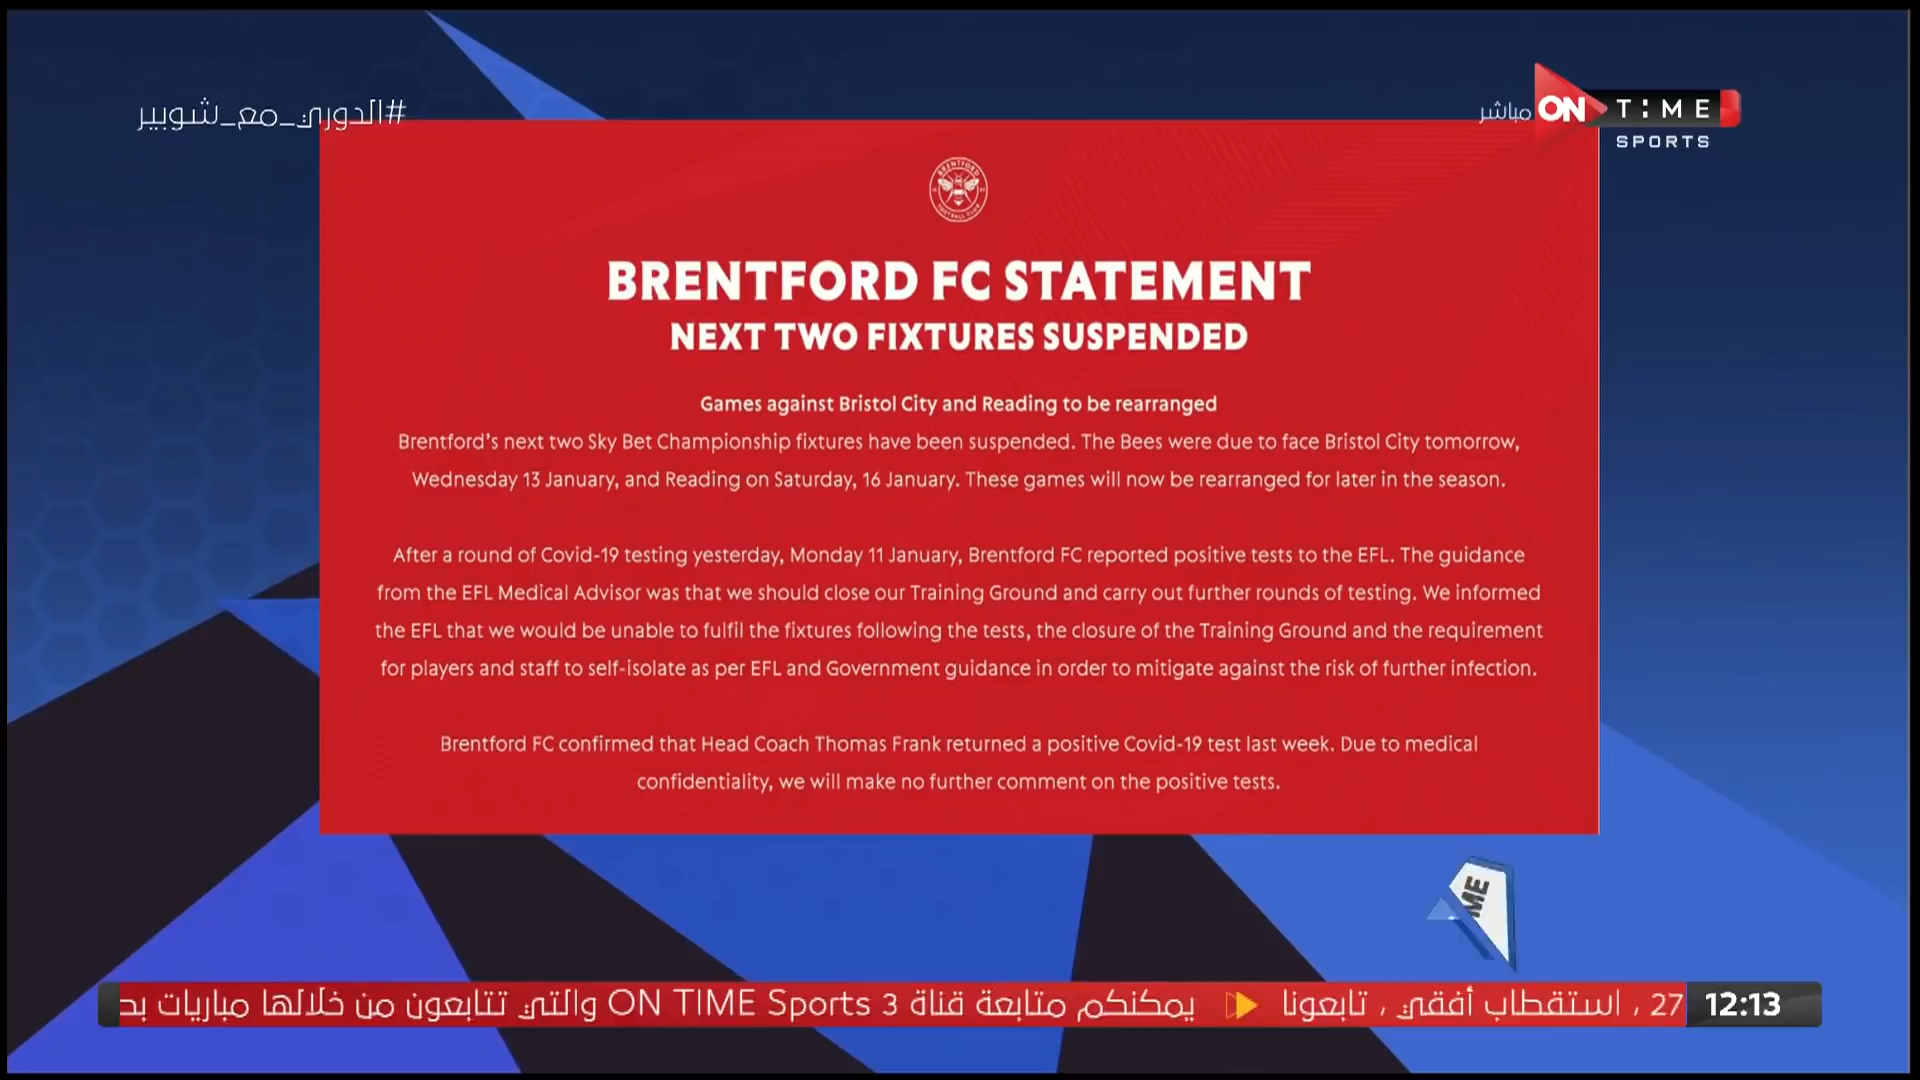 #الدوري_مع_شوبير
مباشر
ON TIME
SPORTS
BRENTFORD
FOOTBALL CLUB
BRENTFORD FC STATEMENT
NEXT TWO FIXTURES SUSPENDED
Games against Bristol City and Reading to be rearranged
Brentford’s next two Sky Bet Championship fixtures have been suspended. The Bees were due to face Bristol City tomorrow,
Wednesday 13 January, and Reading on Saturday, 16 January. These games will now be rearranged for later in the season.
After a round of Covid-19 testing yesterday, Monday 11 January, Brentford FC reported positive tests to the EFL. The guidance
from the EFL Medical Advisor was that we should close our Training Ground and carry out further rounds of testing. We informed
the EFL that we would be unable to fulfil the fixtures following the tests, the closure of the Training Ground and the requirement
for players and staff to self-isolate as per EFL and Government guidance in order to mitigate against the risk of further infection.
Brentford FC confirmed that Head Coach Thomas Frank returned a positive Covid-19 test last week. Due to medical
confidentiality, we will make no further comment on the positive tests.
ME
27 ، استقطاب أفقي ، تابعونا يمكنكم متابعة قناة ON TIME Sports 3 والتي تتابعون من خلالها مباريات بد
12:13